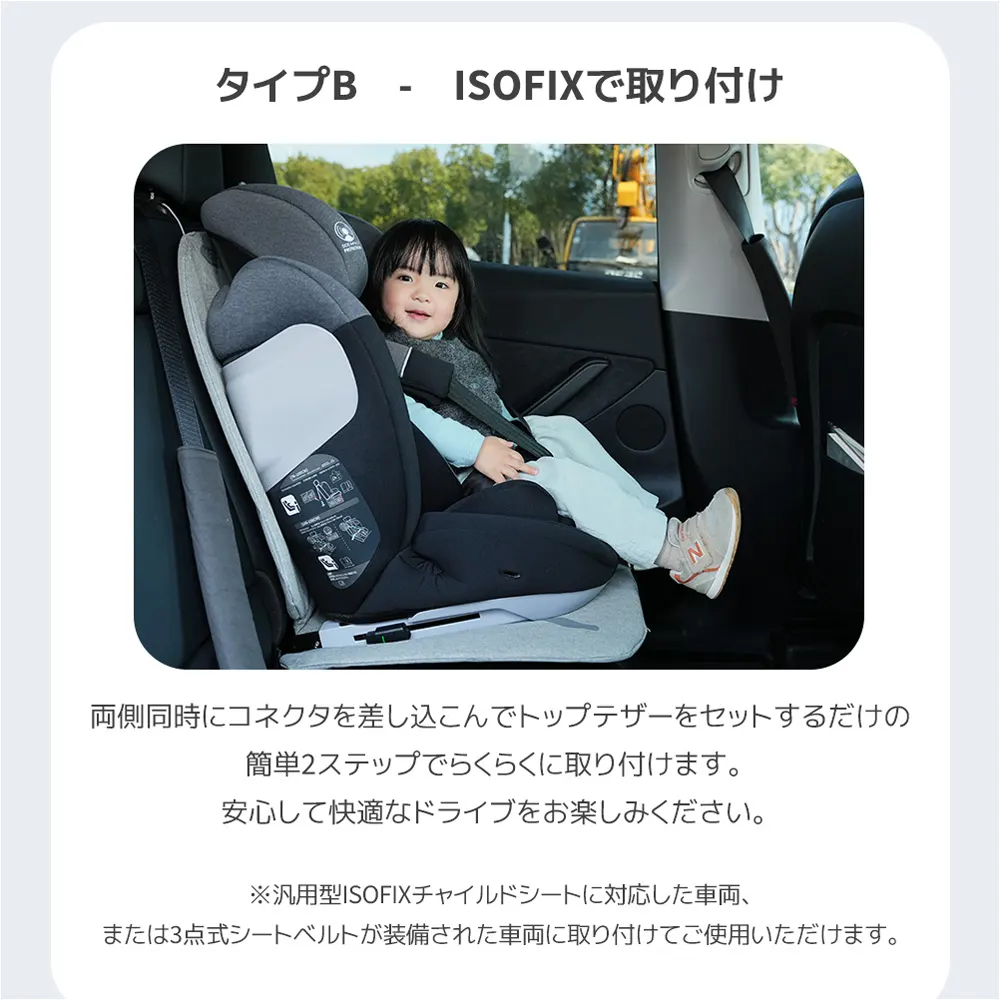 タイプB　-　ISOFIXで取り付け
N
両側同時にコネクタを差し込こんでトップテザーをセットするだけの
簡単2ステップでらくらくに取り付けます。
安心して快適なドライブをお楽しみください。
※汎用型ISOFIXチャイルドシートに対応した車両、
または3点式シートベルトが装備された車両に取り付けてご使用いただけます。